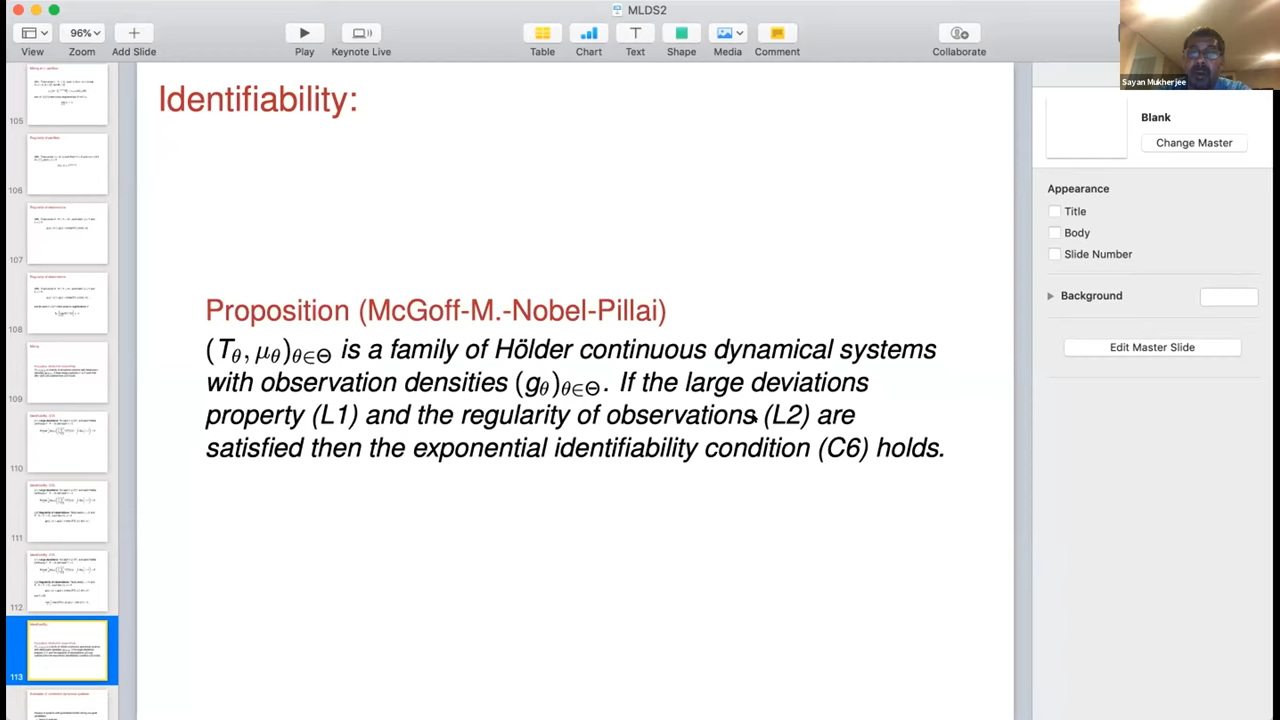 MLDS2
96%
View
Zoom
Add Slide
Play
Keynote Live
Table
Chart
Text
Shape
Media
Comment
Collaborate
Sayan Mukherjee
105
106
107
108
109
110
111
112
113
Identifiability:
Proposition (McGoff-M.-Nobel-Pillai)
(T_θ, μ_θ)_{θ∈Θ} is a family of Hölder continuous dynamical systems
with observation densities (g_θ)_{θ∈Θ}. If the large deviations
property (L1) and the regularity of observations (L2) are
satisfied then the exponential identifiability condition (C6) holds.
Blank
Change Master
Appearance
Title
Body
Slide Number
Background
Edit Master Slide